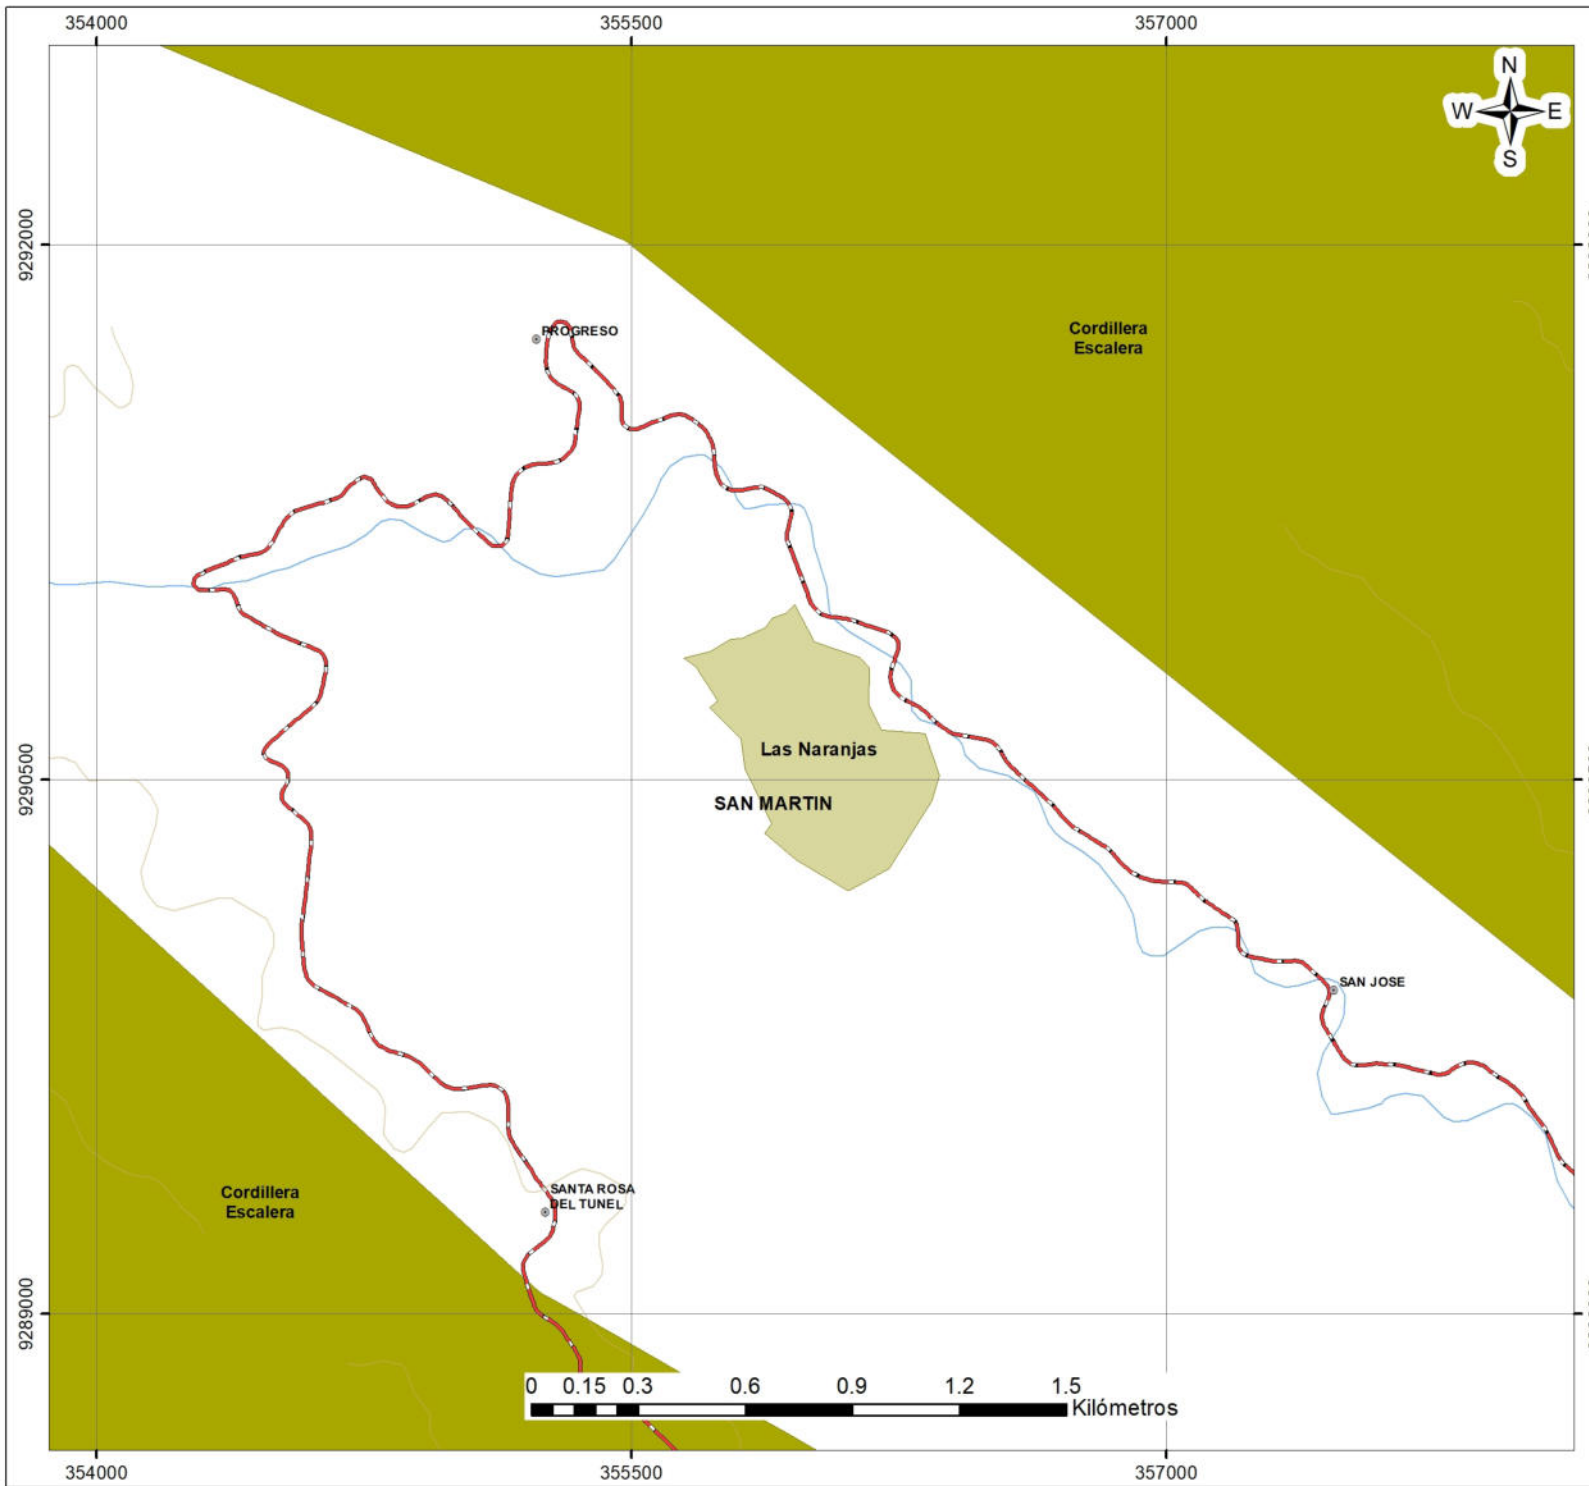 354000 355500 357000
N
W E
S
9292000
Cordillera
Escalera
PROGRESO
Las Naranjas
9290500
SAN MARTIN
SAN JOSE
Cordillera
Escalera
SANTA ROSA
DEL TUNEL
9289000
0 0.15 0.3 0.6 0.9 1.2 1.5
Kilómetros
354000 355500 357000